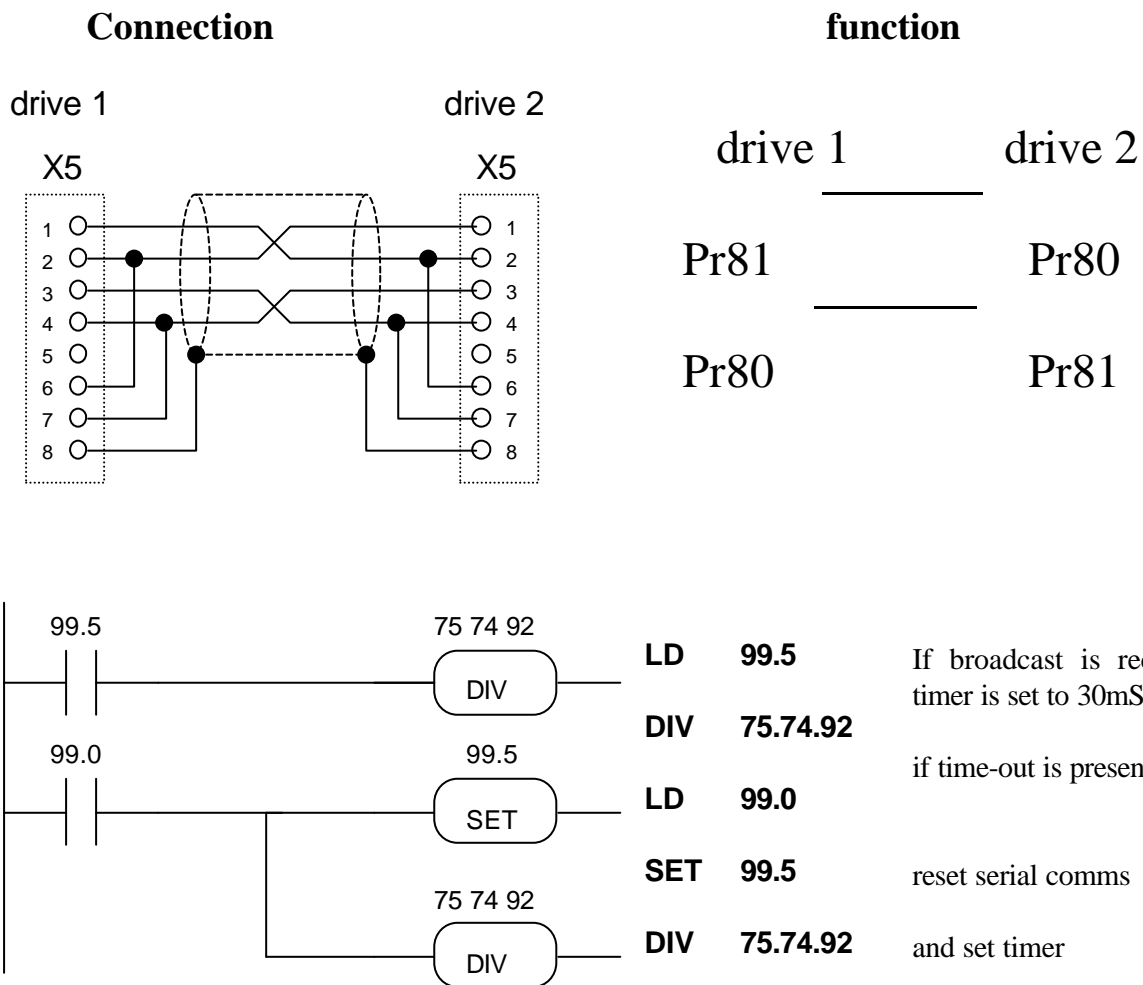 Connection function
drive 1 drive 2
drive 1 drive 2
X5 X5
1 1
2 2
3 3
4 4
5 5
6 6
7 7
8 8
Pr81 Pr80
Pr80 Pr81
99.5 75 74 92
DIV
99.0 99.5
SET
75 74 92
DIV
LD 99.5 If broadcast is
timer is set to 30mS
DIV 75.74.92
if time-out is presen
LD 99.0
SET 99.5 reset serial comms
DIV 75.74.92 and set timer